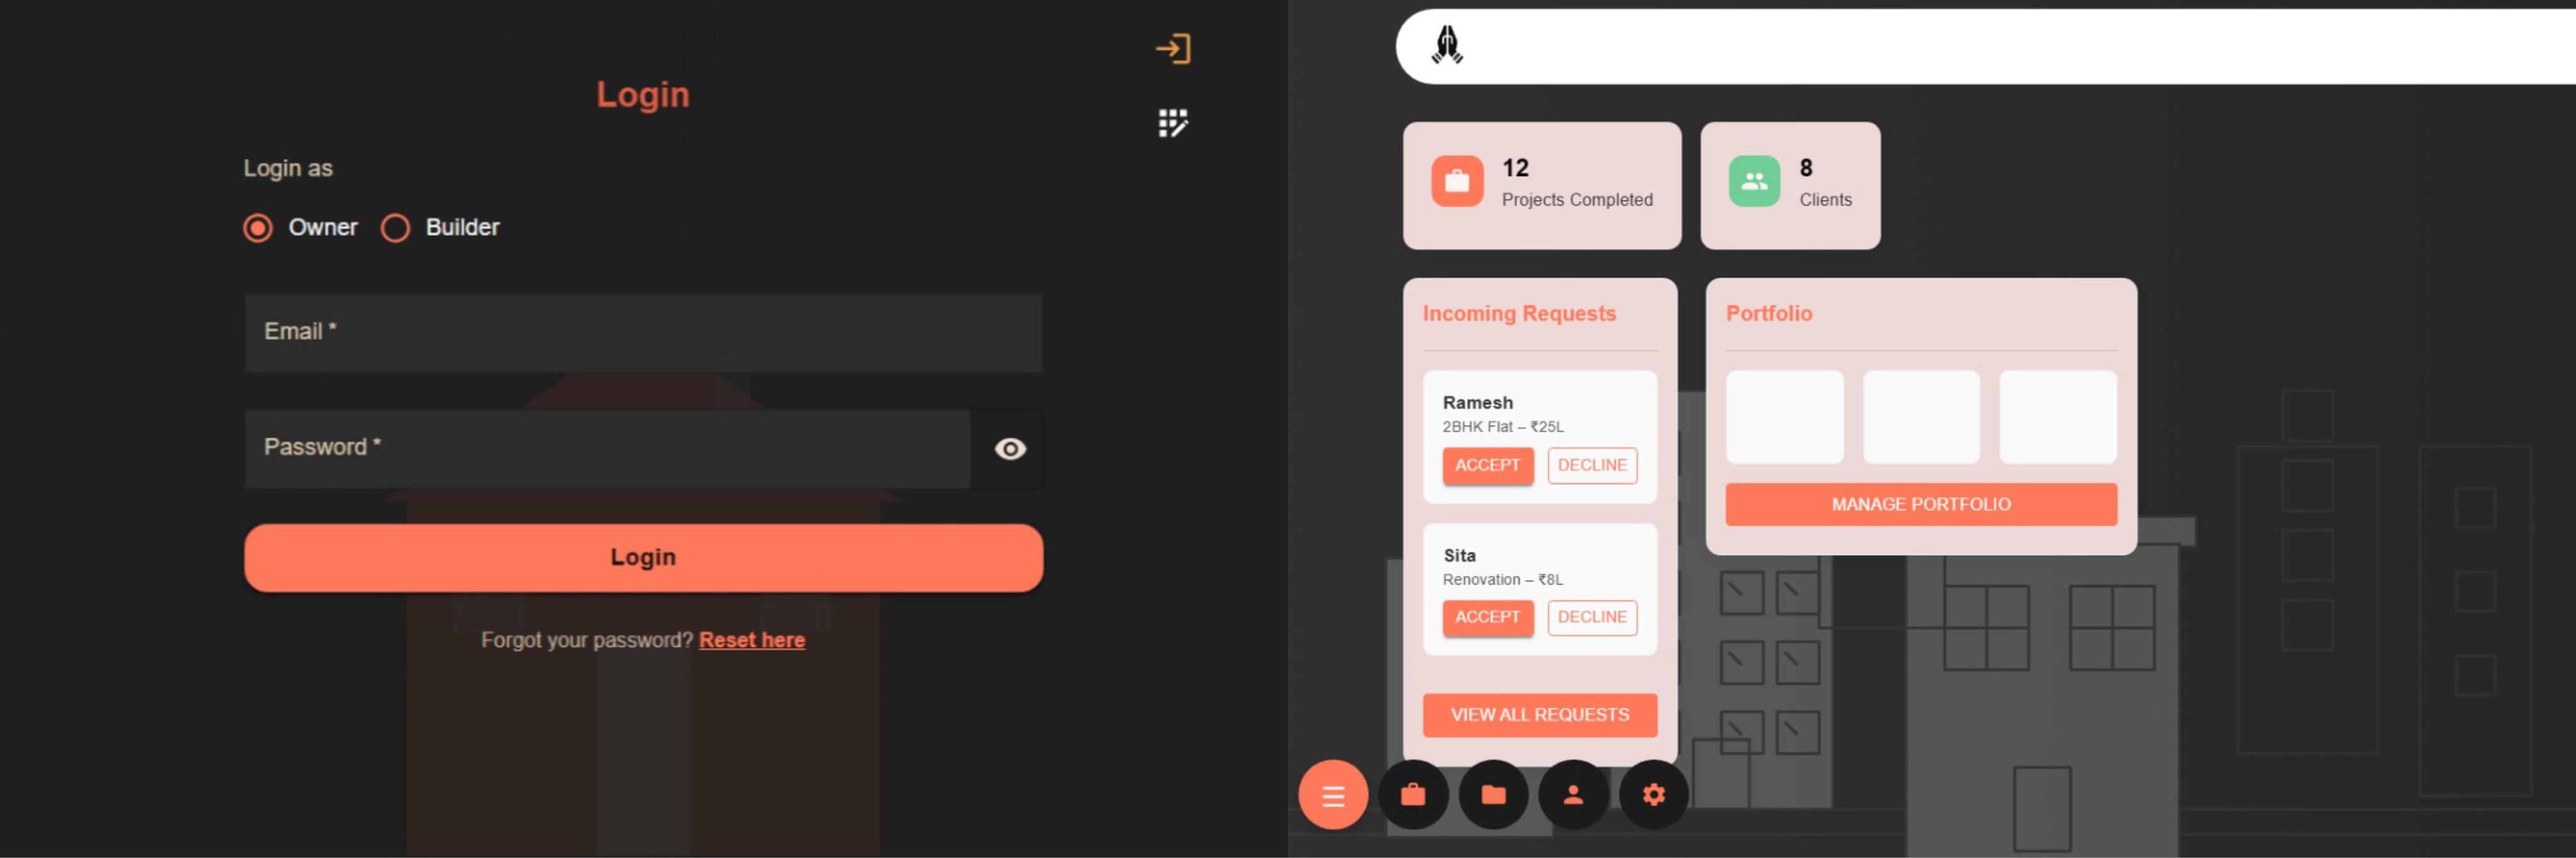 Login
Login as
Owner Builder
Email *
Password *
Login
Forgot your password? Reset here
12
Projects Completed
8
Clients
Incoming Requests
Ramesh
2BHK Flat – ₹25L
ACCEPT DECLINE
Sita
Renovation – ₹8L
ACCEPT DECLINE
VIEW ALL REQUESTS
Portfolio
MANAGE PORTFOLIO